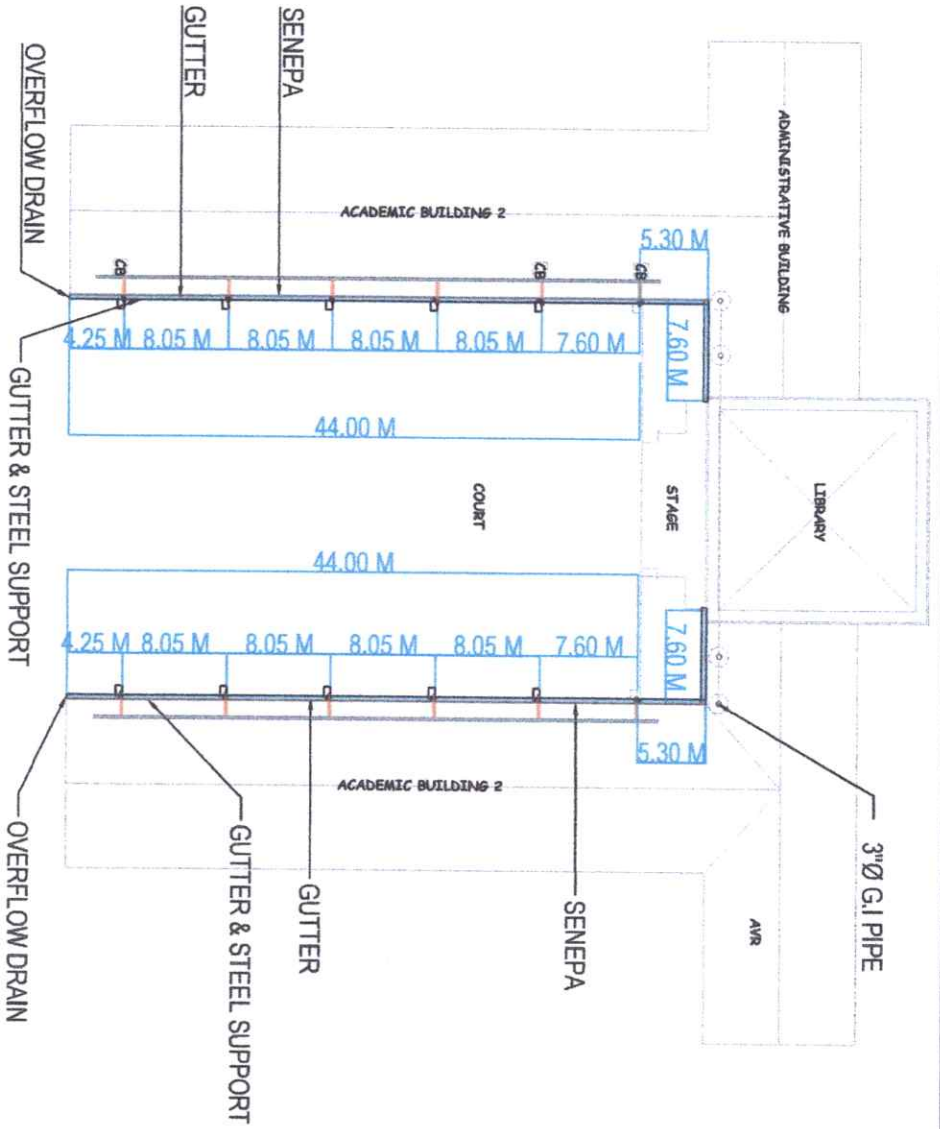 SENEPA
GUTTER
OVERFLOW DRAIN
GUTTER & STEEL SUPPORT
ADMINISTRATIVE BUILDING
ACADEMIC BUILDING 2
5.30 M
CB
CB
CB
4.25 M
8.05 M
8.05 M
8.05 M
8.05 M
7.60 M
7.60 M
44.00 M
COURT
STAGE
LIBRARY
44.00 M
4.25 M
8.05 M
8.05 M
8.05 M
8.05 M
7.60 M
7.60 M
5.30 M
ACADEMIC BUILDING 2
AVR
3"Ø G.I PIPE
SENEPA
GUTTER
GUTTER & STEEL SUPPORT
OVERFLOW DRAIN